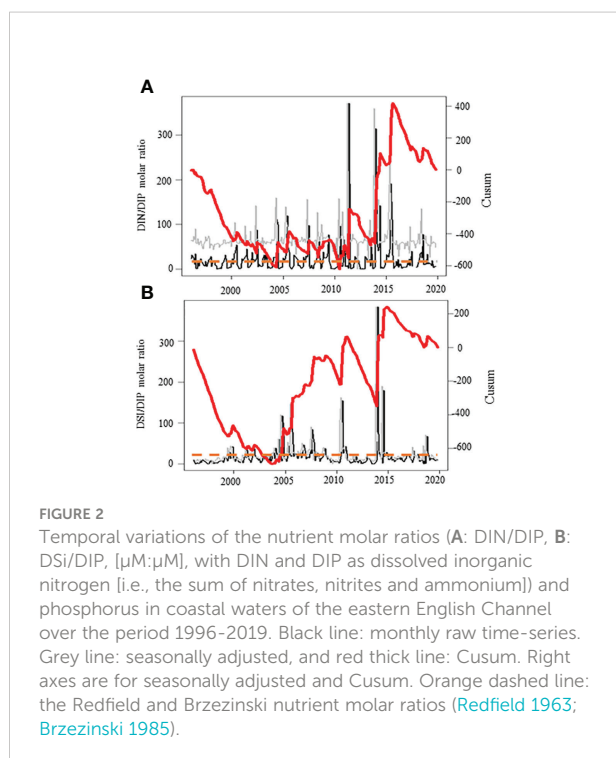 A
DIN/DIP molar ratio
300
200
100
0
400
200
0
-200
-400
-600
Cusum
2000 2005 2010 2015 2020
B
DSI/DIP molar ratio
300
200
100
0
200
0
-200
-400
-600
Cusum
2000 2005 2010 2015 2020
FIGURE 2
Temporal variations of the nutrient molar ratios (A: DIN/DIP, B:
DSi/DIP, [µM:µM], with DIN and DIP as dissolved inorganic
nitrogen [i.e., the sum of nitrates, nitrites and ammonium]) and
phosphorus in coastal waters of the eastern English Channel
over the period 1996-2019. Black line: monthly raw time-series.
Grey line: seasonally adjusted, and red thick line: Cusum. Right
axes are for seasonally adjusted and Cusum. Orange dashed line:
the Redfield and Brzezinski nutrient molar ratios (Redfield 1963;
Brzezinski 1985).